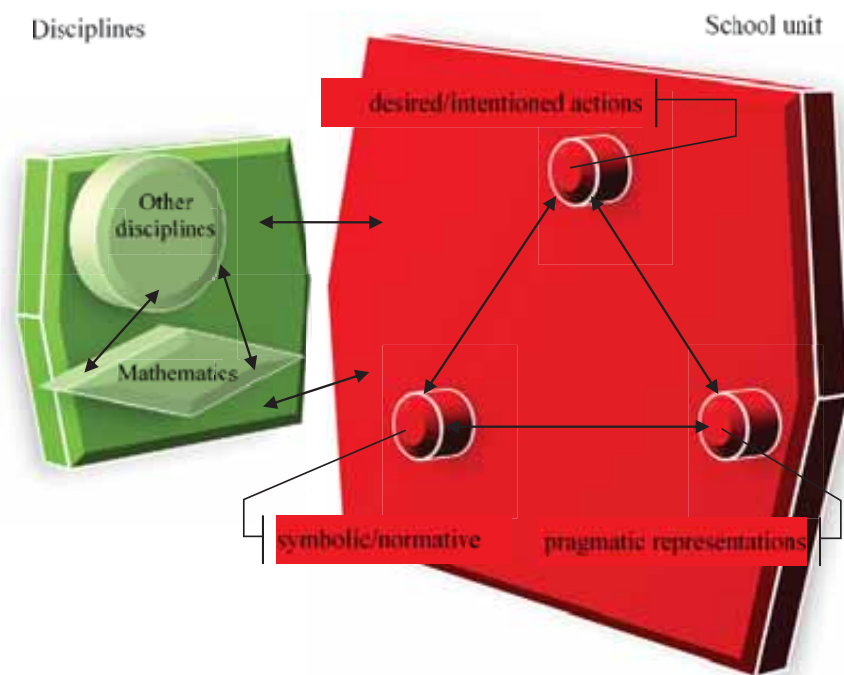 Disciplines
School unit
desired/intentioned actions
Other
disciplines
Mathematics
symbolic/normative
pragmatic representations